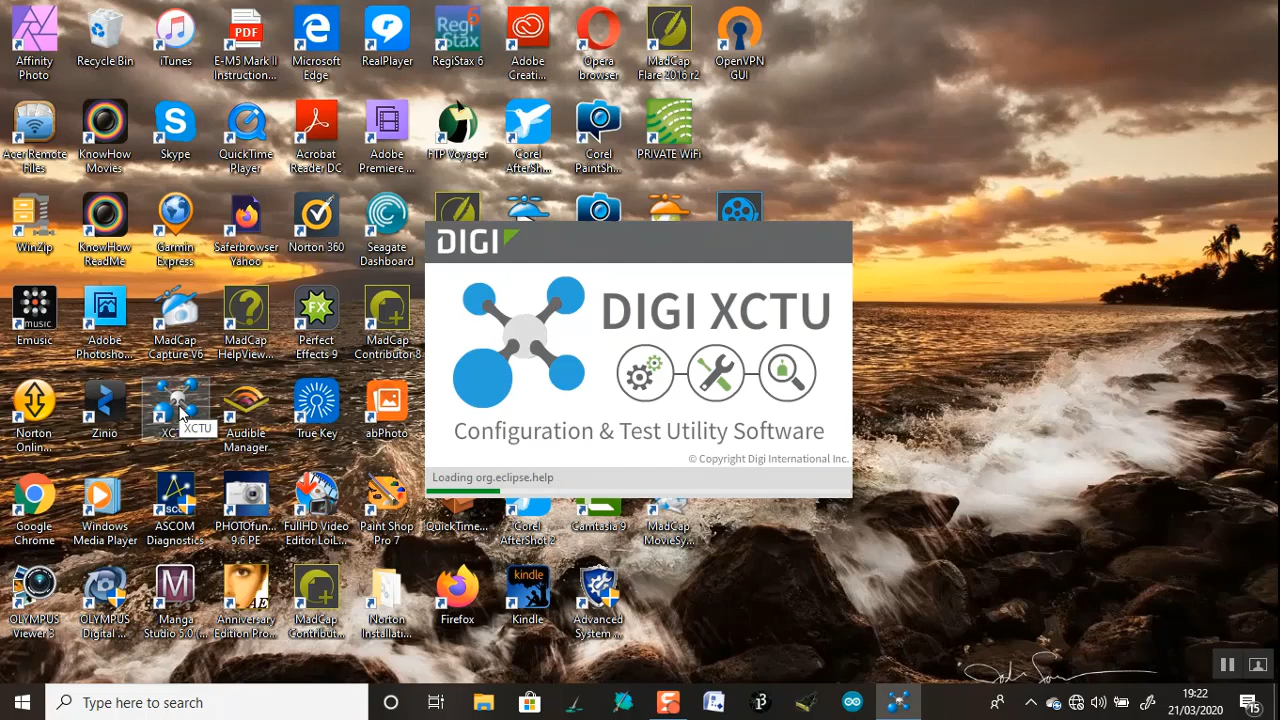 Affinity
Photo
Recycle Bin
iTunes
PDF
E-M5 Mark II
Instruction...
Microsoft
Edge
RealPlayer
Regi
Stax
6
RegiStax 6
Adobe
Creati...
Opera
browser
MadCap
Flare 2016 r2
OpenVPN
GUI
Acer Remote
Files
KnowHow
Movies
Skype
QuickTime
Player
Acrobat
Reader DC
Adobe
Premiere ...
FTP Voyager
Corel
AfterSh...
Corel
PaintSh...
PRIVATE WiFi
WinZip
KnowHow
ReadMe
Garmin
Express
Saferbrowser
Yahoo
Norton 360
Seagate
Dashboard
DIGI
DIGI XCTU
Configuration & Test Utility Software
© Copyright Digi International Inc.
Loading org.eclipse.help
music
Emusic
Adobe
Photosho...
MadCap
Capture V6
MadCap
HelpView...
FX
Perfect
Effects 9
MadCap
Contributor 8
Norton
Onlin...
Zinio
XCTU
Audible
Manager
True Key
abPhoto
Google
Chrome
Windows
Media Player
ASCOM
Diagnostics
PHOTOfun...
9.6 PE
FullHD Video
Editor LoiL...
Paint Shop
Pro 7
QuickTime...
Corel
AfterShot 2
Camtasia 9
MadCap
MovieSy...
OLYMPUS
Viewer 3
OLYMPUS
Digital ...
M
Manga
Studio 5.0 (...
AE
Anniversary
Edition Pro...
MadCap
Contribut...
Norton
Installati...
Firefox
kindle
Kindle
Advanced
System ...
Type here to search
19:22
21/03/2020
15